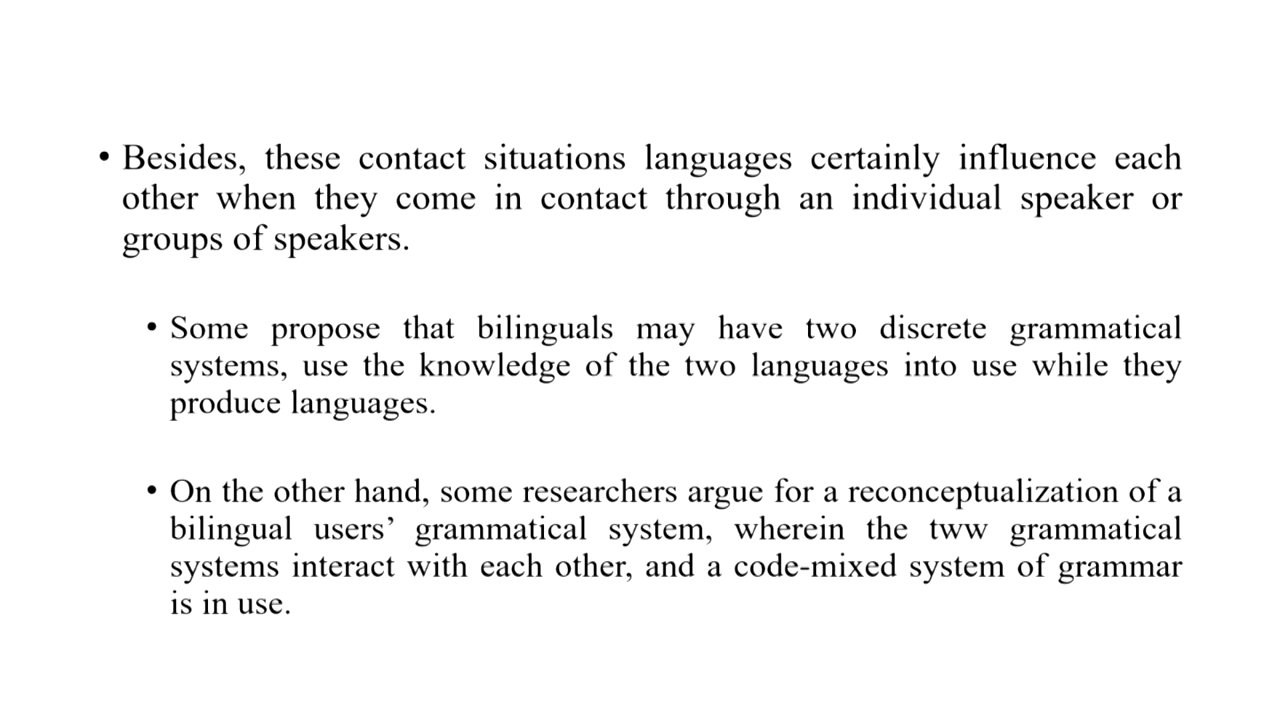 • Besides, these contact situations languages certainly influence each
other when they come in contact through an individual speaker or
groups of speakers.
• Some propose that bilinguals may have two discrete grammatical
systems, use the knowledge of the two languages into use while they
produce languages.
• On the other hand, some researchers argue for a reconceptualization of a
bilingual users’ grammatical system, wherein the tww grammatical
systems interact with each other, and a code-mixed system of grammar
is in use.